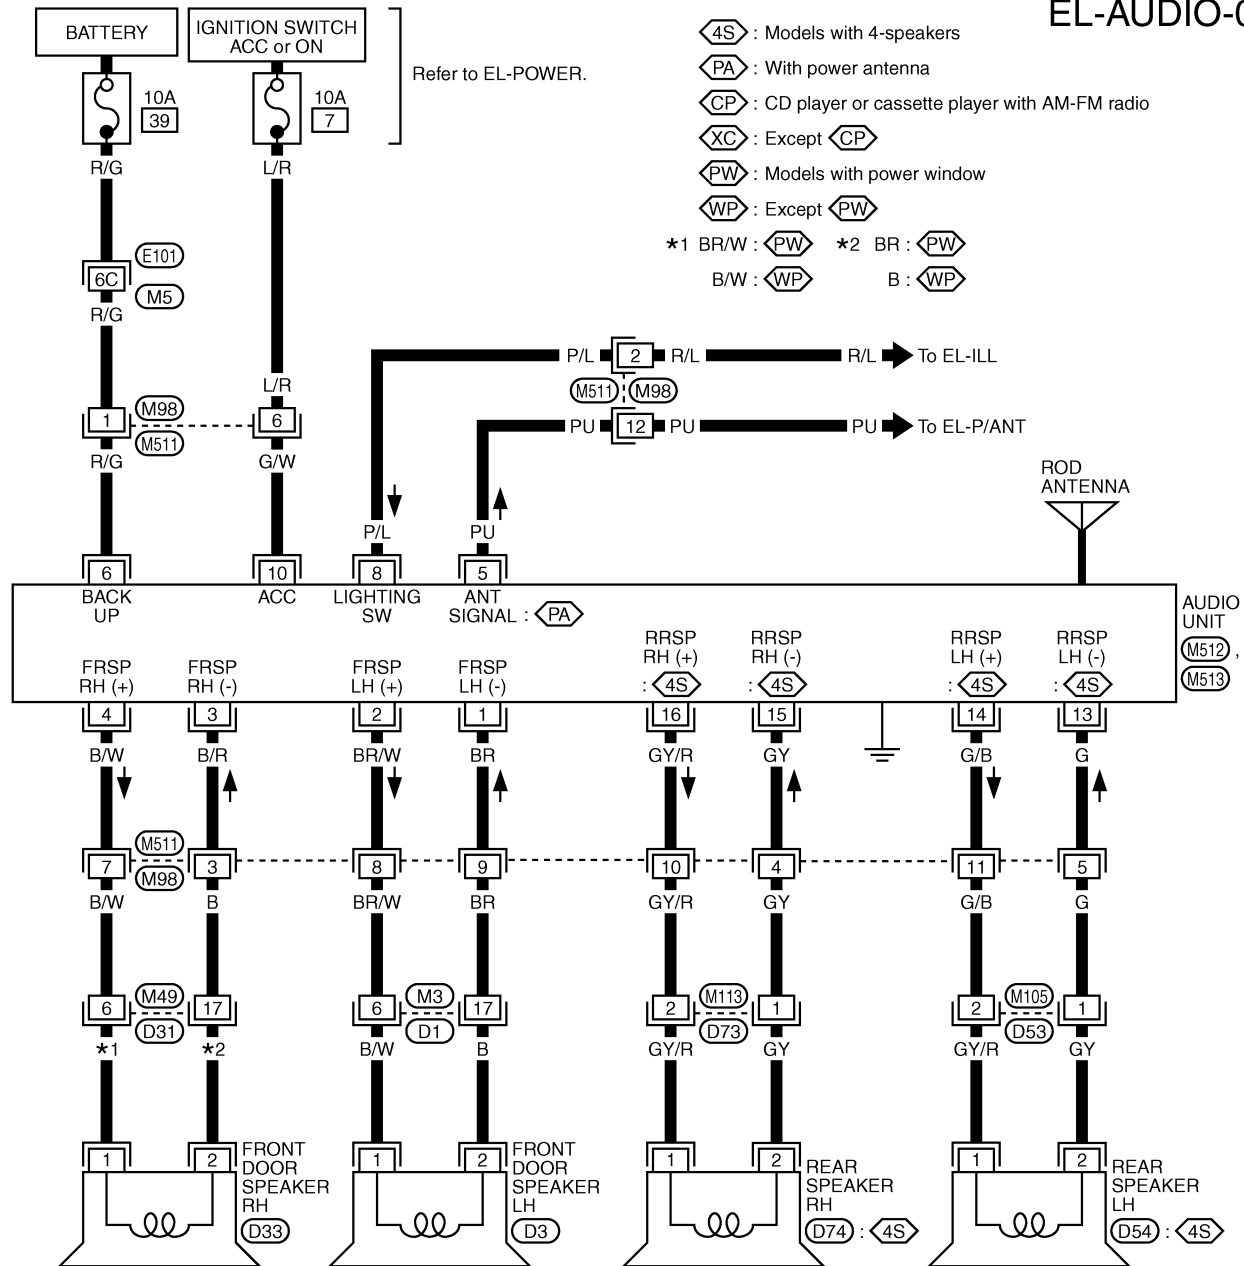 EL-AUDIO-0
BATTERY
IGNITION SWITCH
ACC or ON
Refer to EL-POWER.
10A
39
10A
7
4S : Models with 4-speakers
PA : With power antenna
CP : CD player or cassette player with AM-FM radio
XC : Except CP
PW : Models with power window
WP : Except PW
*1 BR/W : PW *2 BR : PW
B/W : WP B : WP
R/G L/R
E101
6C
M5
R/G
P/L 2 R/L R/L To EL-ILL
L/R
M511 M98
M98
1 6
M511
PU 12 PU PU To EL-P/ANT
R/G G/W
ROD
ANTENNA
P/L PU
6 10 8 5
BACK
UP
ACC
LIGHTING
SW
ANT
SIGNAL : PA
AUDIO
UNIT
M512 ,
M513
FRSP
RH (+)
FRSP
RH (-)
FRSP
LH (+)
FRSP
LH (-)
RRSP
RH (+)
: 4S
RRSP
RH (-)
: 4S
RRSP
LH (+)
: 4S
RRSP
LH (-)
: 4S
4 3 2 1 16 15 14 13
B/W B/R BR/W BR GY/R GY G/B G
M511
7 3 8 9 10 4 11 5
M98
B/W B BR/W BR GY/R GY G/B G
M49 M3 M113 M105
6 17 6 17 2 1 2 1
D31 D1 D73 D53
*1 *2 B/W B GY/R GY GY/R GY
1 2 1 2 1 2 1 2
FRONT
DOOR
SPEAKER
RH
D33
FRONT
DOOR
SPEAKER
LH
D3
REAR
SPEAKER
RH
D74 : 4S
REAR
SPEAKER
LH
D54 : 4S